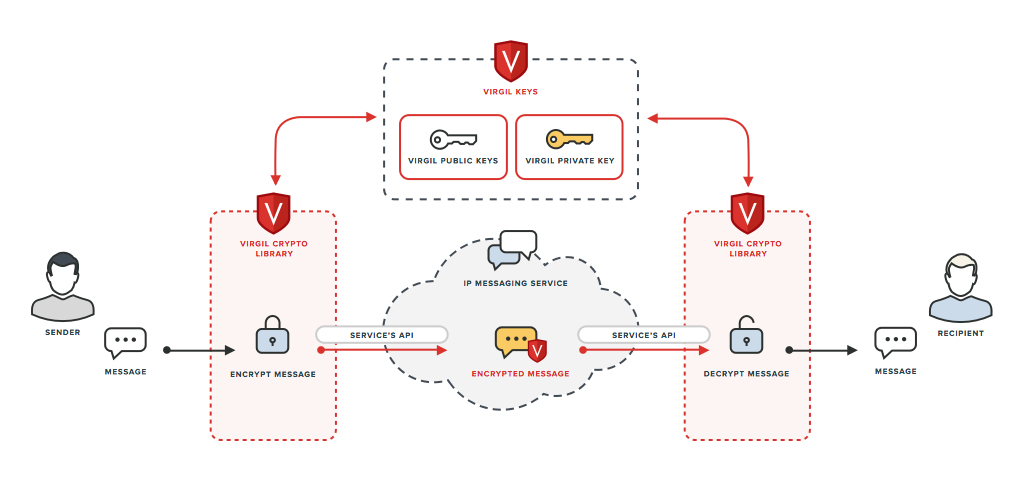 VIRGIL KEYS
VIRGIL PUBLIC KEYS
VIRGIL PRIVATE KEY
VIRGIL CRYPTO
LIBRARY
VIRGIL CRYPTO
LIBRARY
IP MESSAGING SERVICE
SENDER
RECIPIENT
SERVICE'S API
SERVICE'S API
MESSAGE
ENCRYPT MESSAGE
ENCRYPTED MESSAGE
DECRYPT MESSAGE
MESSAGE